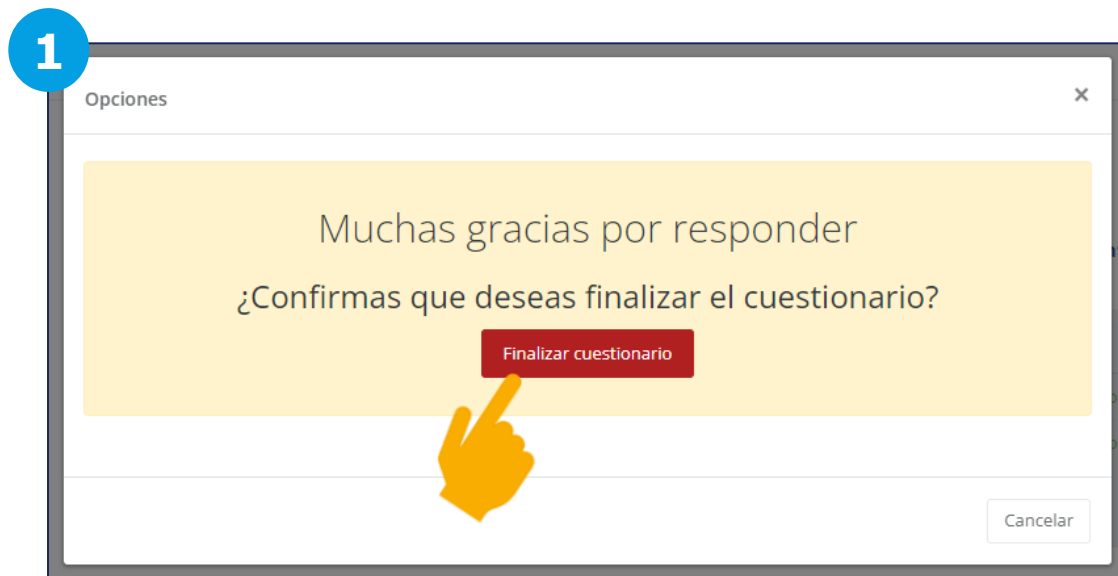 1
Opciones
×
Muchas gracias por responder
¿Confirmas que deseas finalizar el cuestionario?
Finalizar cuestionario
Cancelar